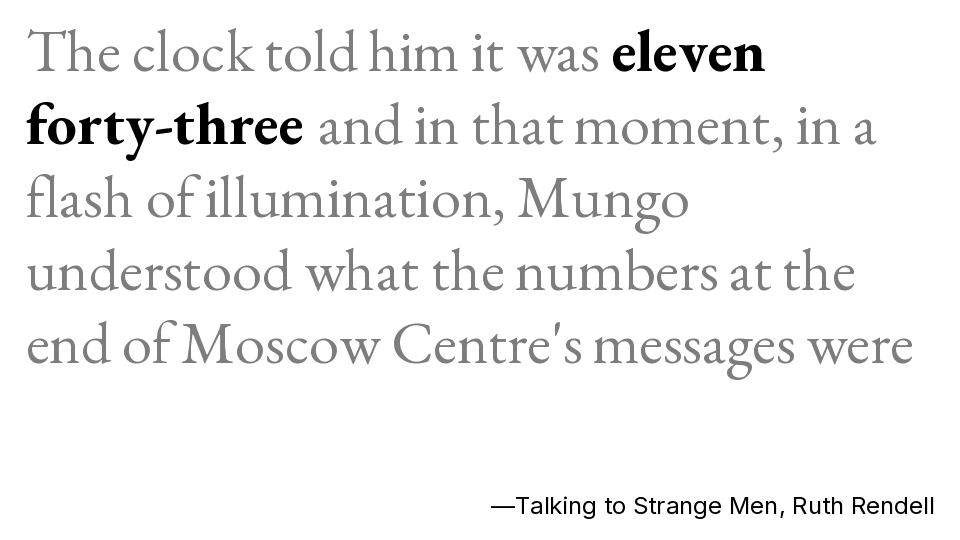 The clock told him it was eleven
forty-three and in that moment, in a
flash of illumination, Mungo
understood what the numbers at the
end of Moscow Centre's messages were
—Talking to Strange Men, Ruth Rendell